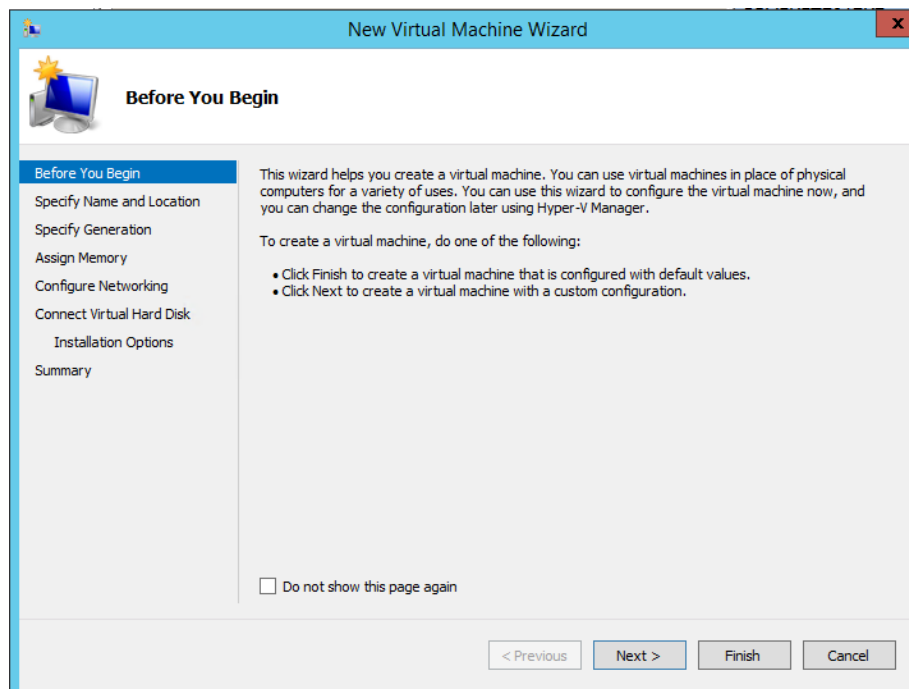 New Virtual Machine Wizard
x
Before You Begin
Before You Begin
Specify Name and Location
Specify Generation
Assign Memory
Configure Networking
Connect Virtual Hard Disk
Installation Options
Summary
This wizard helps you create a virtual machine. You can use virtual machines in place of physical
computers for a variety of uses. You can use this wizard to configure the virtual machine now, and
you can change the configuration later using Hyper-V Manager.
To create a virtual machine, do one of the following:
• Click Finish to create a virtual machine that is configured with default values.
• Click Next to create a virtual machine with a custom configuration.
Do not show this page again
< Previous
Next >
Finish
Cancel